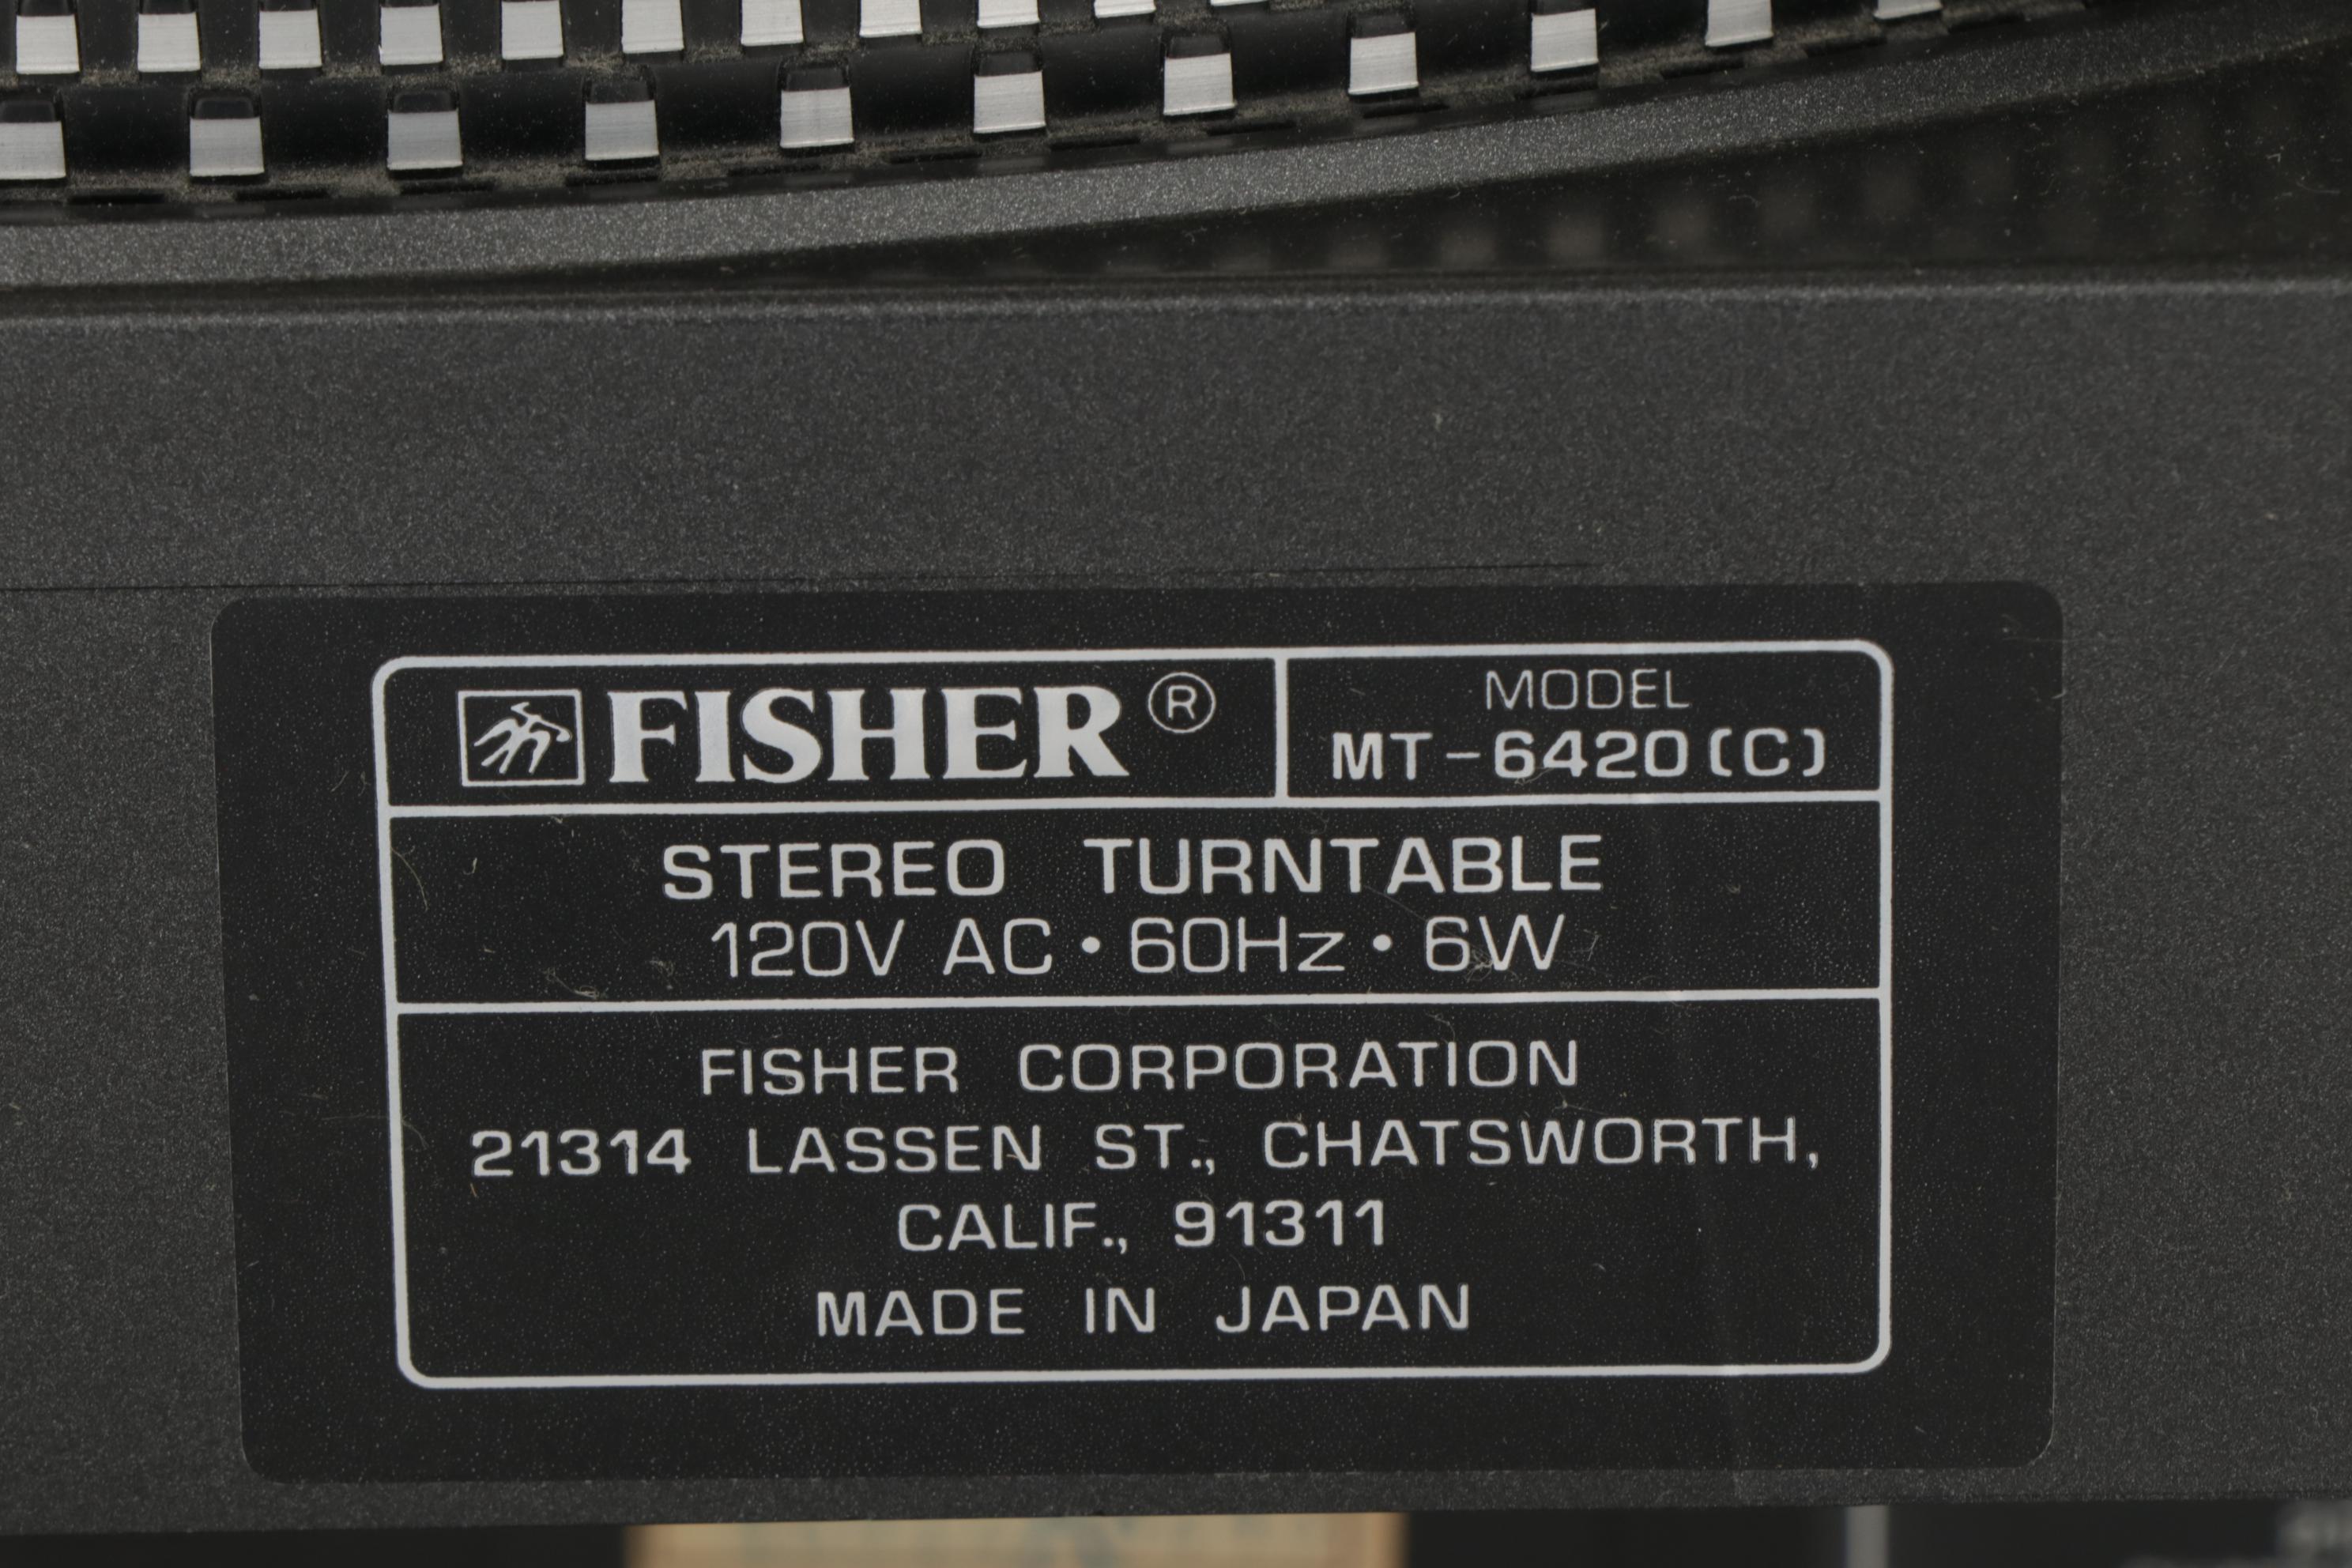 FISHER®
MODEL
MT-6420(C)
STEREO TURNTABLE
120V AC • 60Hz • 6W
FISHER CORPORATION
21314 LASSEN ST., CHATSWORTH,
CALIF., 91311
MADE IN JAPAN